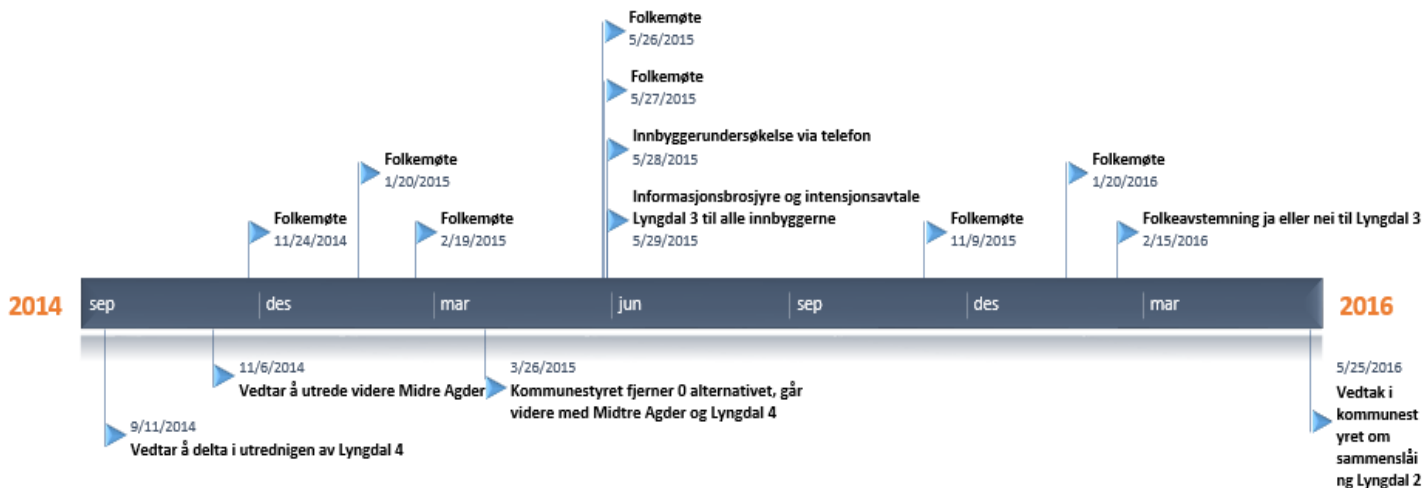 Folkemøte
5/26/2015
Folkemøte
5/27/2015
Innbyggerundersøkelse via telefon
5/28/2015
Folkemøte
1/20/2015
Folkemøte
1/20/2016
Informasjonsbrosjyre og intensjonsavtale
Lyngdal 3 til alle innbyggerne
5/29/2015
Folkemøte
11/24/2014
Folkemøte
2/19/2015
Folkemøte
11/9/2015
Folkeavstemning ja eller nei til Lyngdal 3
2/15/2016
2014 sep des mar jun sep des mar 2016
11/6/2014
Vedtar å utrede videre Midre Agder
3/26/2015
Kommunestyret fjerner 0 alternativet, går
videre med Midtre Agder og Lyngdal 4
5/25/2016
Vedtak i
kommunest
yret om
sammenslåi
ng Lyngdal 2
9/11/2014
Vedtar å delta i utrednigen av Lyngdal 4